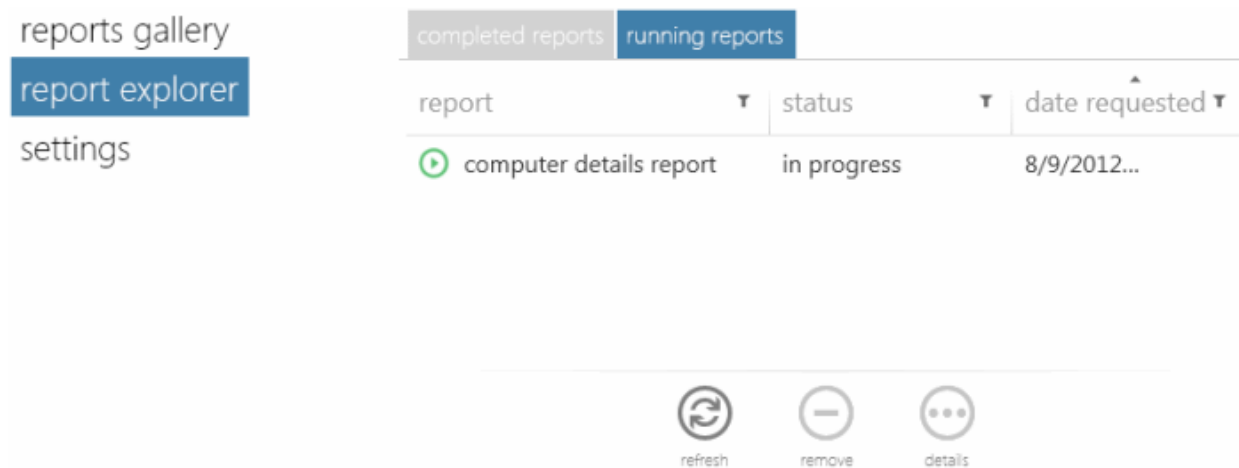 reports gallery
report explorer
settings
completed reports running reports
report status date requested
computer details report in progress 8/9/2012...
refresh remove details